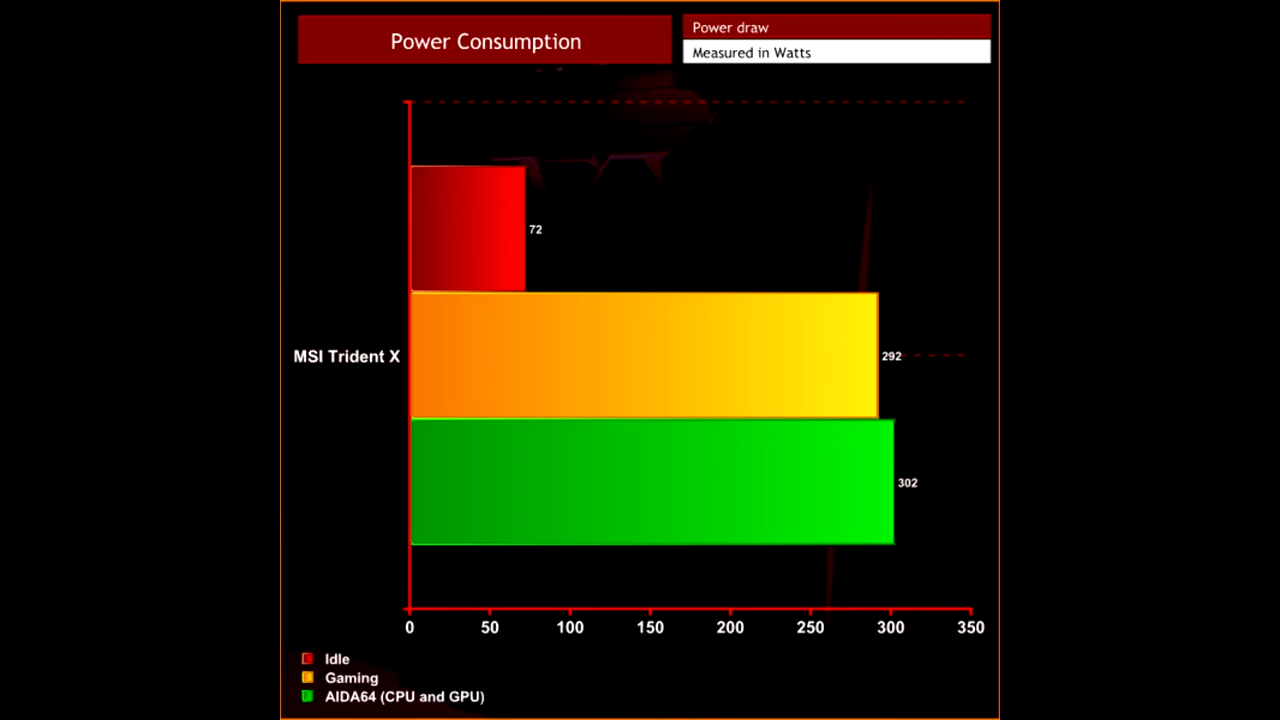 Power Consumption
Power draw
Measured in Watts
72
MSI Trident X
292
302
0 50 100 150 200 250 300 350
Idle
Gaming
AIDA64 (CPU and GPU)